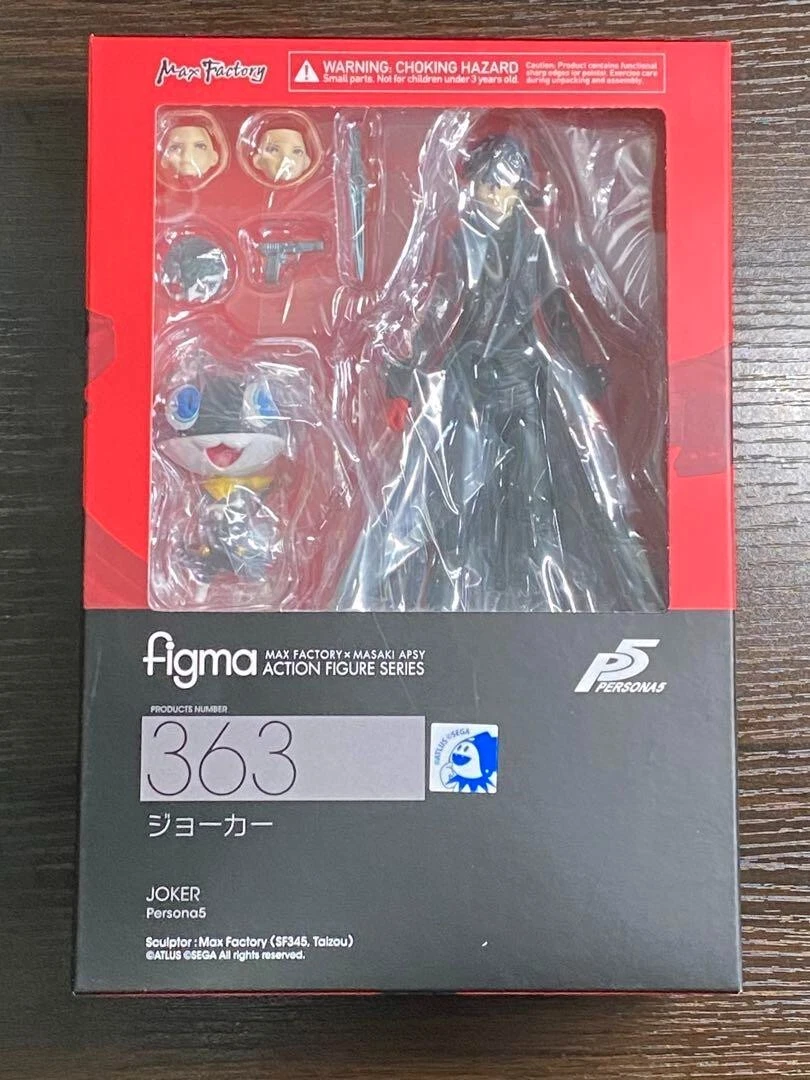 Max Factory
WARNING: CHOKING HAZARD
Small parts. Not for children under 3 years old.
Caution: Product contains functional
sharp edges (or points). Exercise care
during unpacking and assembly.
figma
MAX FACTORY×MASAKI APSY
ACTION FIGURE SERIES
P5
PERSONA5
PRODUCTS NUMBER
363
©ATLUS ©SEGA
ジョーカー
JOKER
Persona5
Sculptor : Max Factory (SF345, Taizou)
©ATLUS ©SEGA All rights reserved.